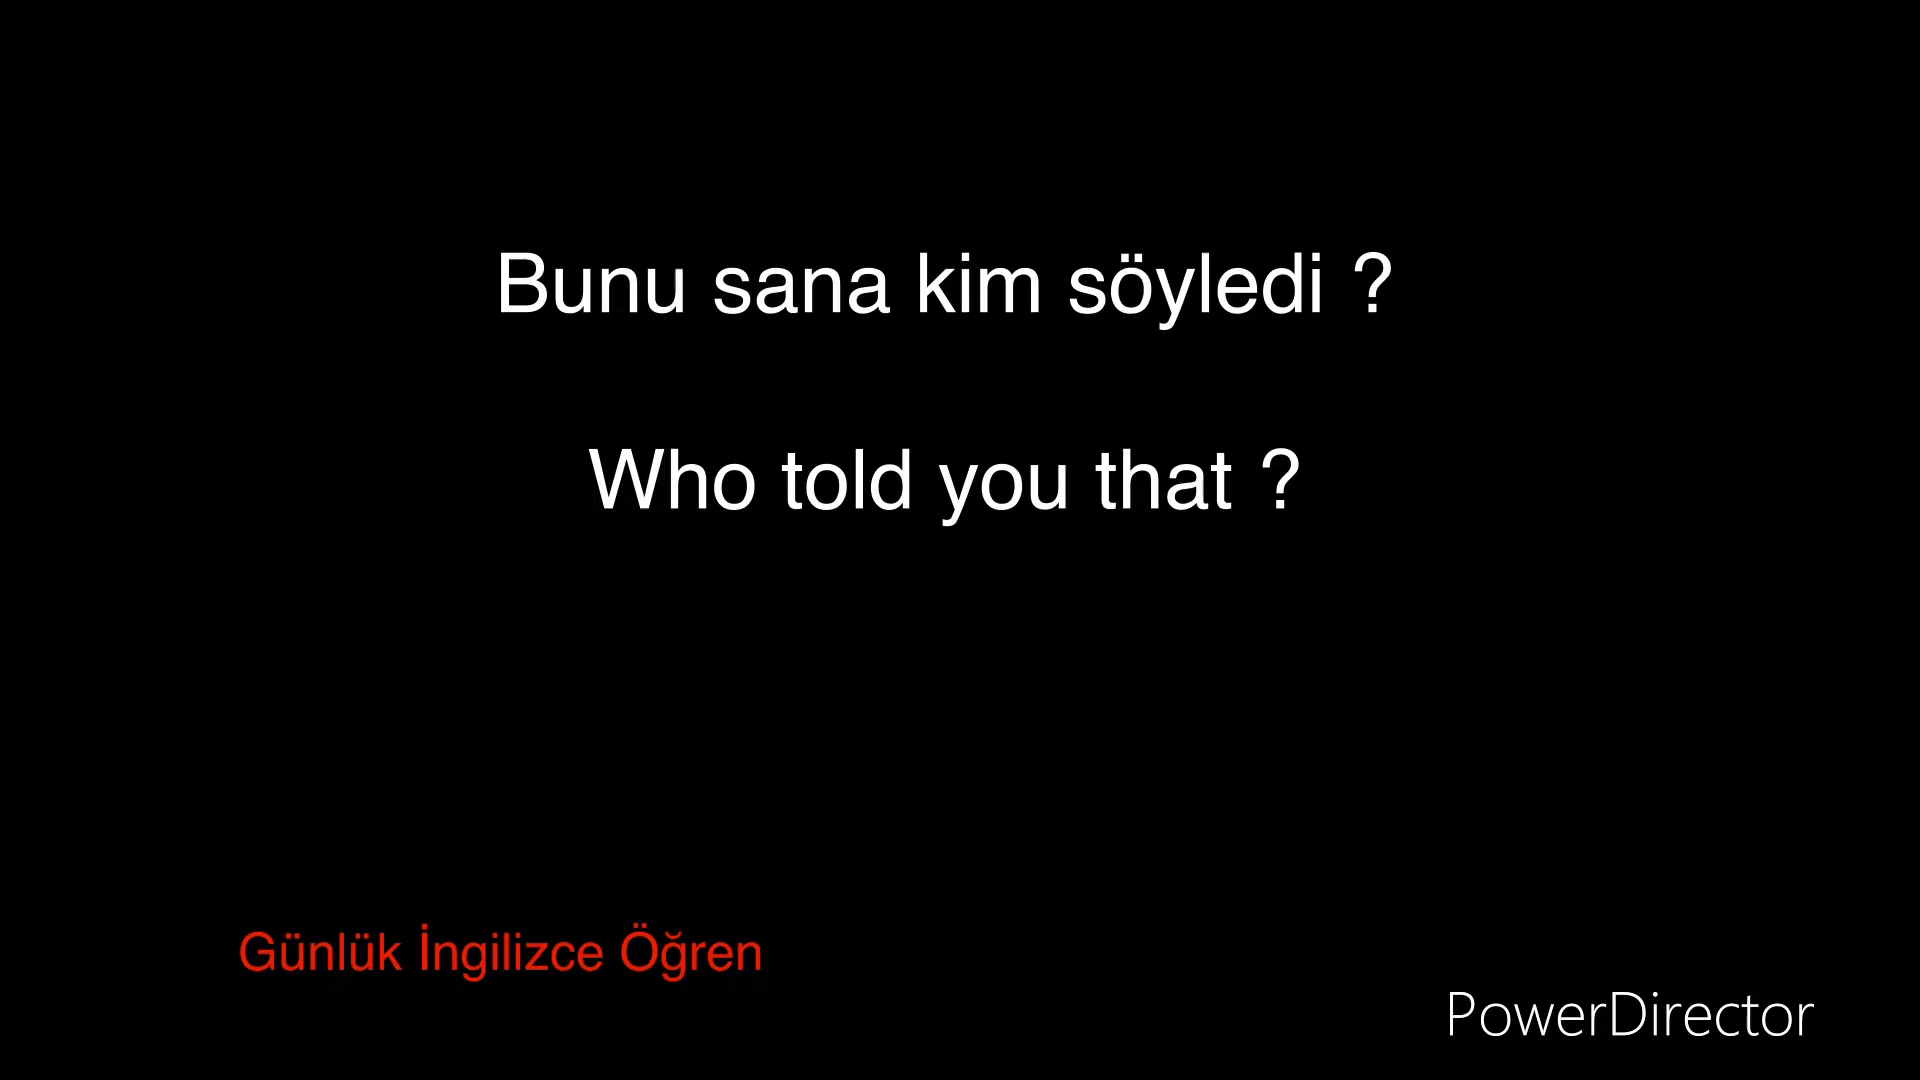 Bunu sana kim söyledi ?
Who told you that ?
Günlük İngilizce Öğren
PowerDirector